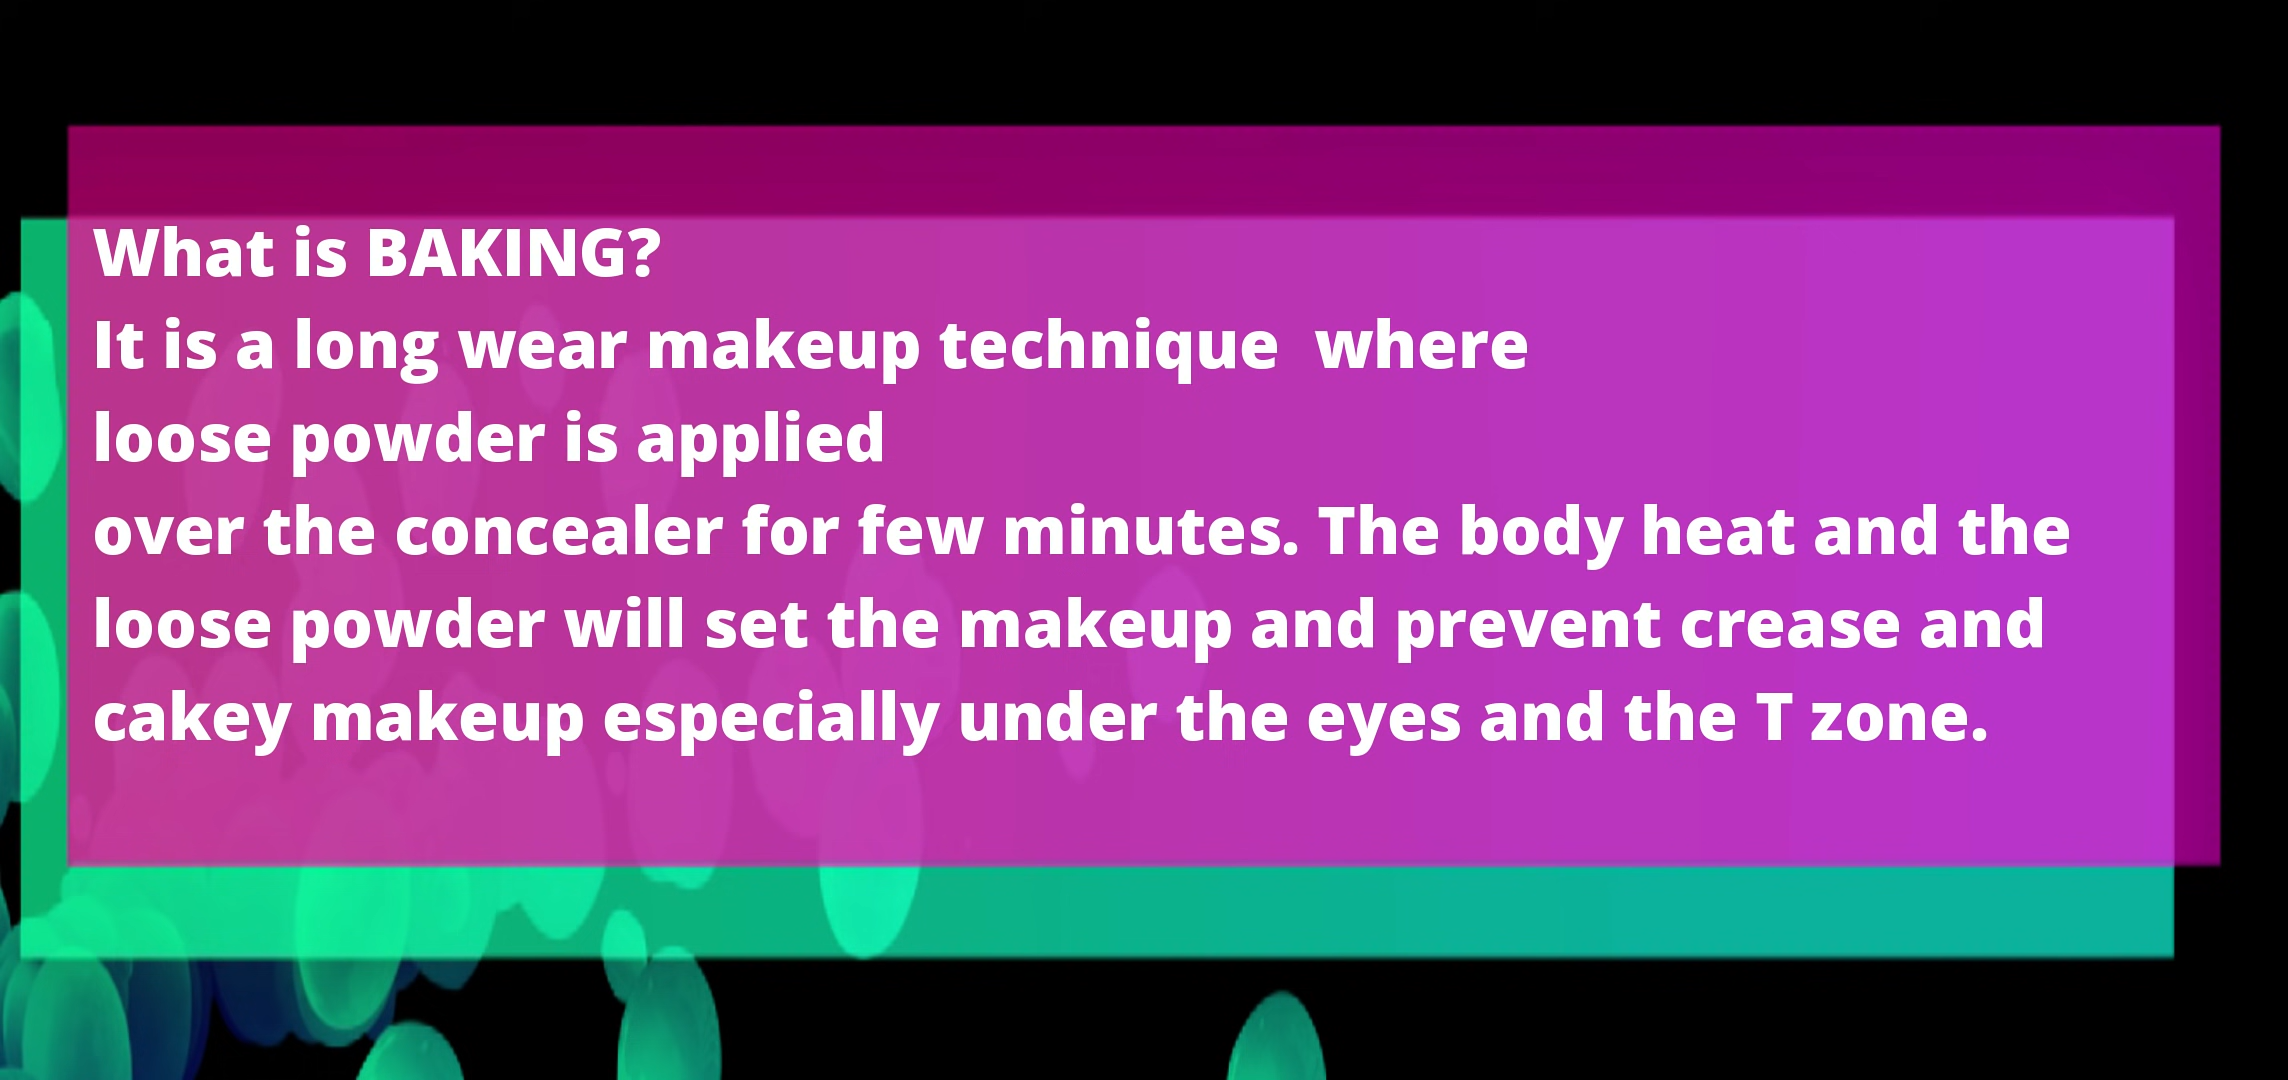 What is BAKING?
It is a long wear makeup technique  where
loose powder is applied
over the concealer for few minutes. The body heat and the
loose powder will set the makeup and prevent crease and
cakey makeup especially under the eyes and the T zone.